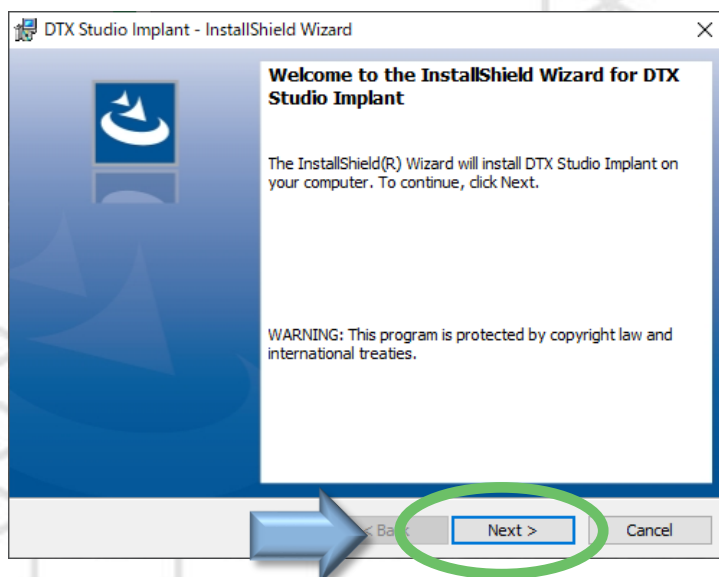 DTX Studio Implant - InstallShield Wizard
Welcome to the InstallShield Wizard for DTX
Studio Implant
The InstallShield(R) Wizard will install DTX Studio Implant on
your computer. To continue, click Next.
WARNING: This program is protected by copyright law and
international treaties.
< Back
Next >
Cancel